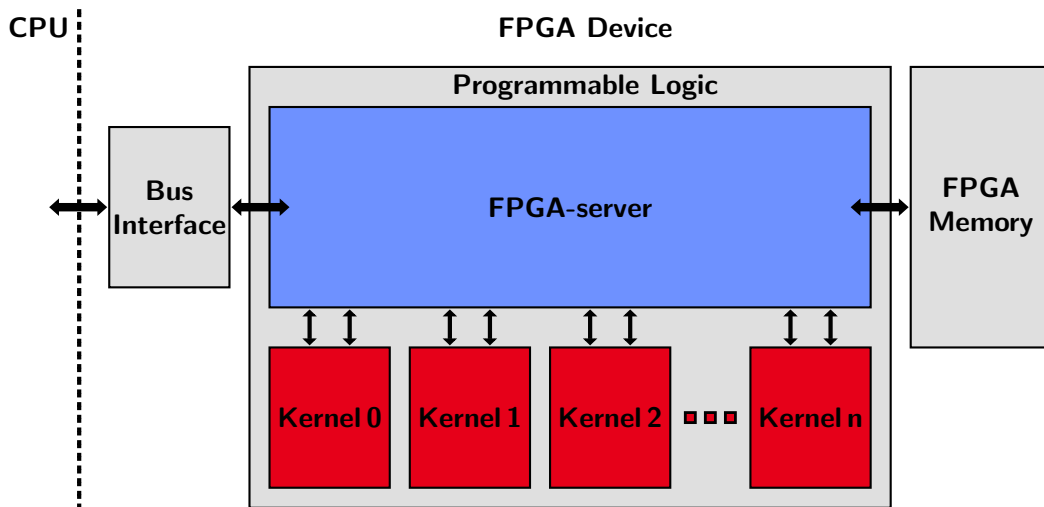 CPU
FPGA Device
Programmable Logic
Bus
Interface
FPGA-server
FPGA
Memory
Kernel 0
Kernel 1
Kernel 2
Kernel n